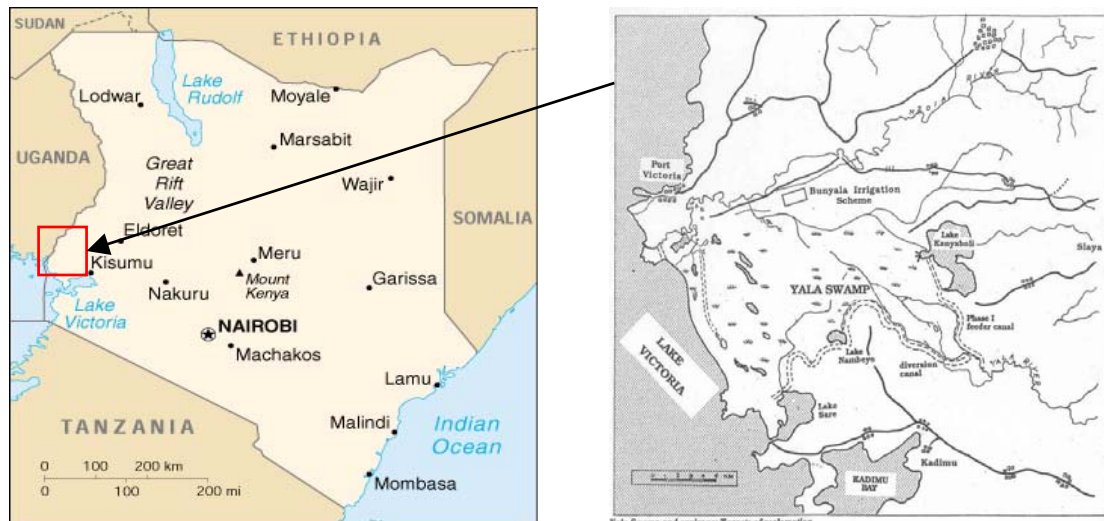 SUDAN
ETHIOPIA
Lake
Rudolf
Moyale
Lodwar
Marsabit
UGANDA
Great
Rift
Valley
Wajir
SOMALIA
Eldoret
Meru
Kisumu
Mount
Kenya
Garissa
Nakuru
Lake
Victoria
NAIROBI
Machakos
Lamu
TANZANIA
Malindi
Indian
Ocean
0 100 200 km
0 100 200 mi
Mombasa
NZOIA
RIVER
Port
Victoria
Bunyala Irrigation
Scheme
Lake
Kanyaboli
YALA SWAMP
Phase I
feeder canal
LAKE
VICTORIA
Lake
Nambeyo
diversion
canal
YALA
Lake
Sare
Kadimu
KADIMU
BAY